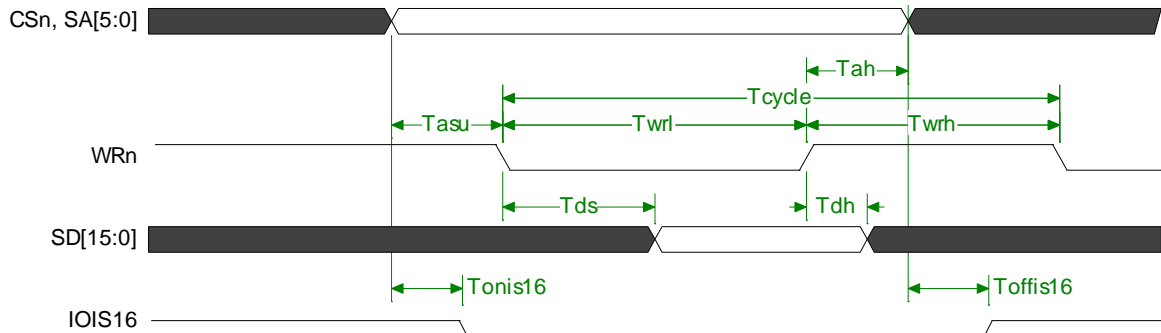 CSn, SA[5:0]
Tah
Tcycle
Tasu Twrl Twrh
WRn
Tds Tdh
SD[15:0]
Tonis16 Toffis16
IOIS16